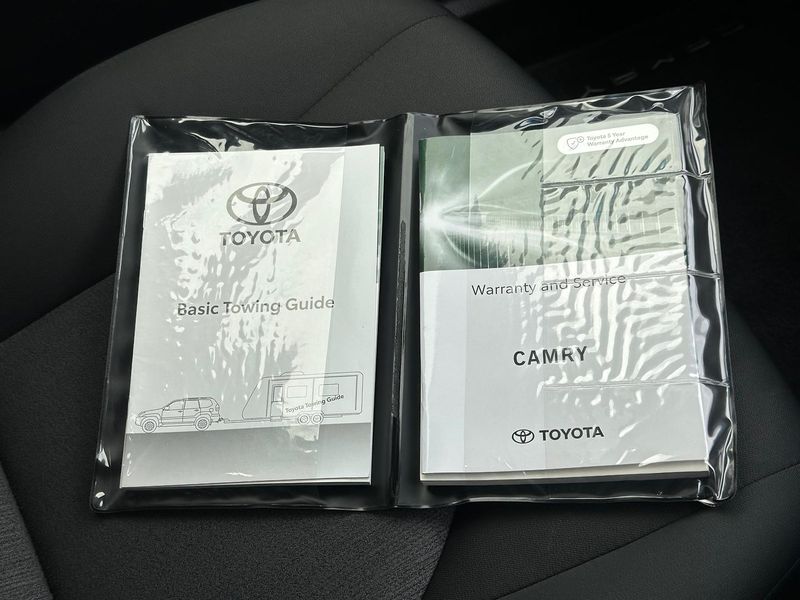 TOYOTA
Basic Towing Guide
Toyota Towing Guide
Toyota 5 Year
Warranty Advantage
Warranty and Service
CAMRY
TOYOTA